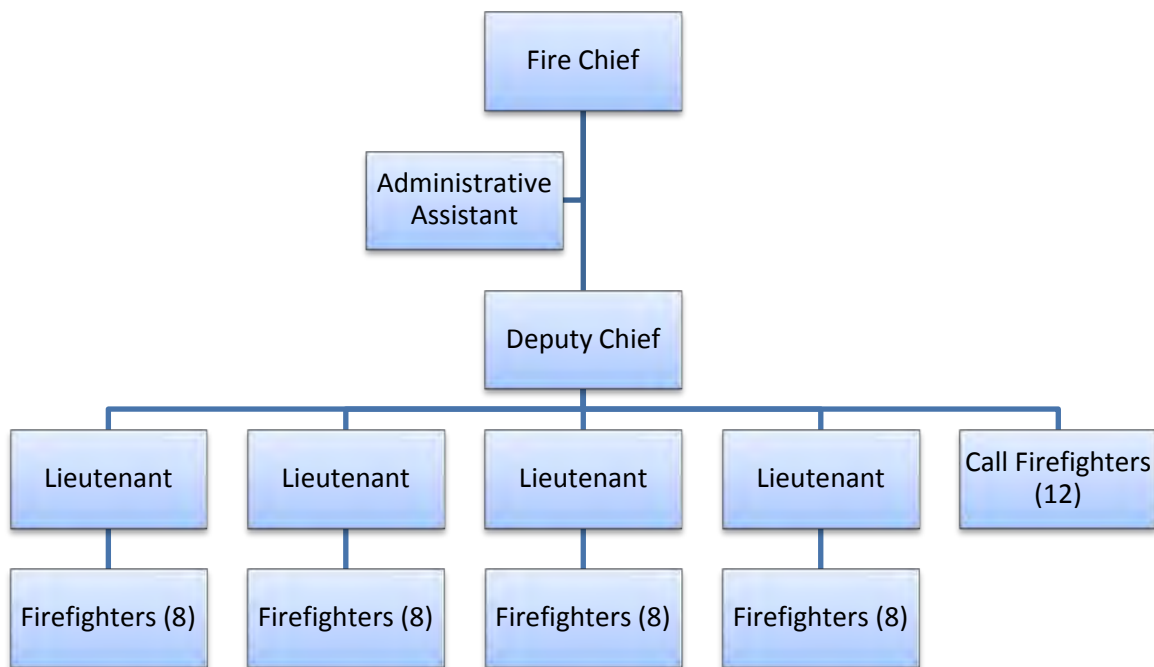 Fire Chief
Administrative
Assistant
Deputy Chief
Lieutenant
Lieutenant
Lieutenant
Lieutenant
Call Firefighters
(12)
Firefighters (8)
Firefighters (8)
Firefighters (8)
Firefighters (8)